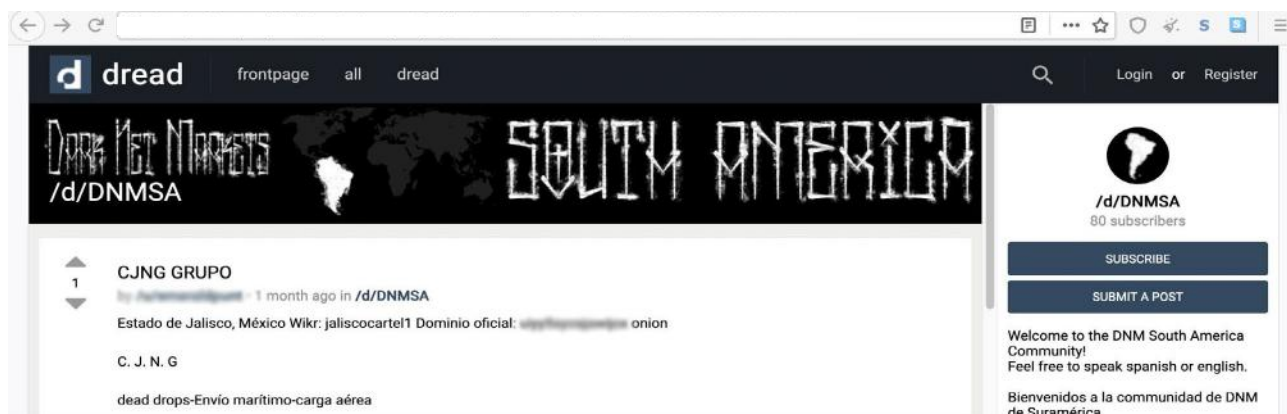 dread
frontpage all dread
Login or Register
DARK NET MARKETS
SOUTH AMERICA
/d/DNMSA
CJNG GRUPO
1
by 1 month ago in /d/DNMSA
Estado de Jalisco, México Wikr: jaliscocartel1 Dominio oficial: onion
C. J. N. G
dead drops-Envío marítimo-carga aérea
/d/DNMSA
80 subscribers
SUBSCRIBE
SUBMIT A POST
Welcome to the DNM South America
Community!
Feel free to speak spanish or english.
Bienvenidos a la communidad de DNM
de Suramérica